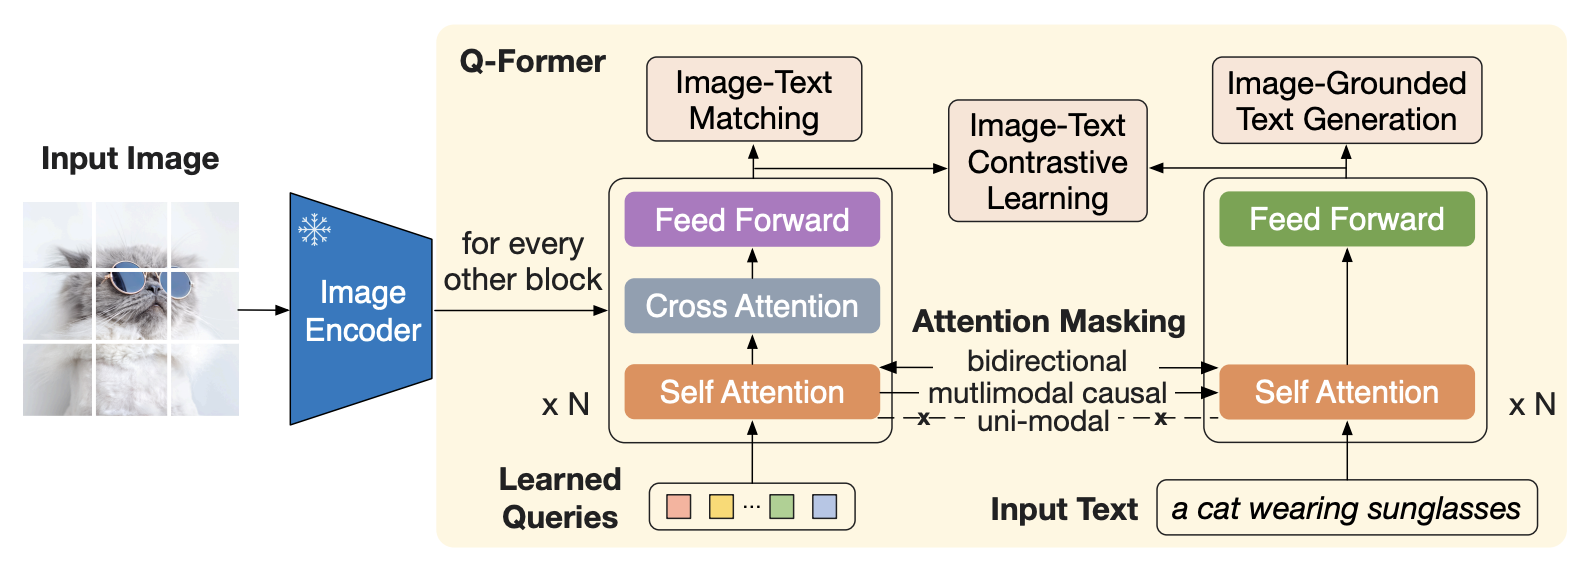 Q-Former
Input Image
Image-Text
Matching
Image-Text
Contrastive
Learning
Image-Grounded
Text Generation
Image
Encoder
for every
other block
Feed Forward
Cross Attention
Self Attention
x N
Attention Masking
bidirectional
mutlimodal causal
x uni-modal x
Feed Forward
Self Attention
x N
Learned
Queries
...
Input Text
a cat wearing sunglasses